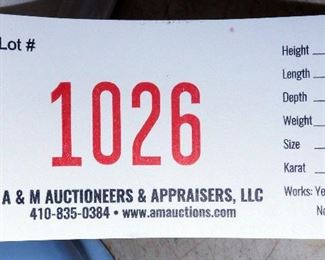 Lot #
1026
A & M AUCTIONEERS & APPRAISERS, LLC
410-835-0384 • www.amauctions.com
Height
Length
Depth
Weight
Size
Karat
Works: Ye
No